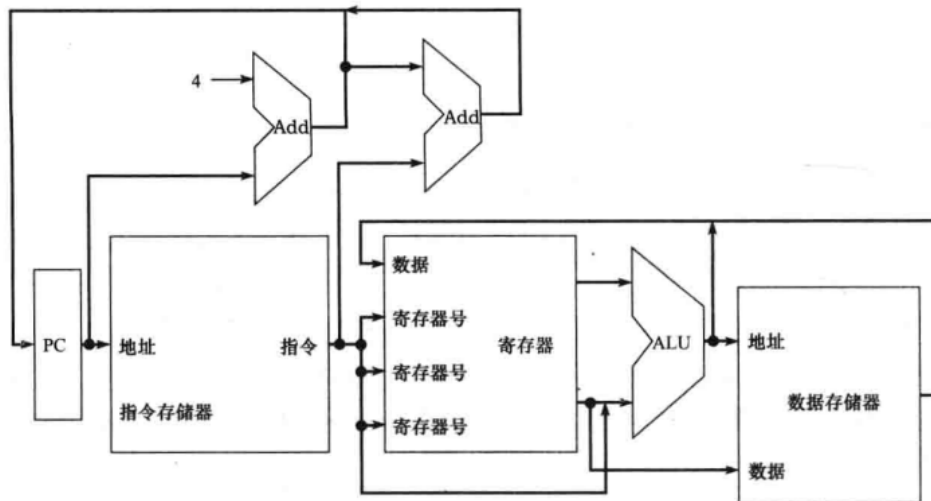 4
Add
Add
PC
地址
指令
指令存储器
数据
寄存器号
寄存器号
寄存器号
寄存器
ALU
地址
数据存储器
数据